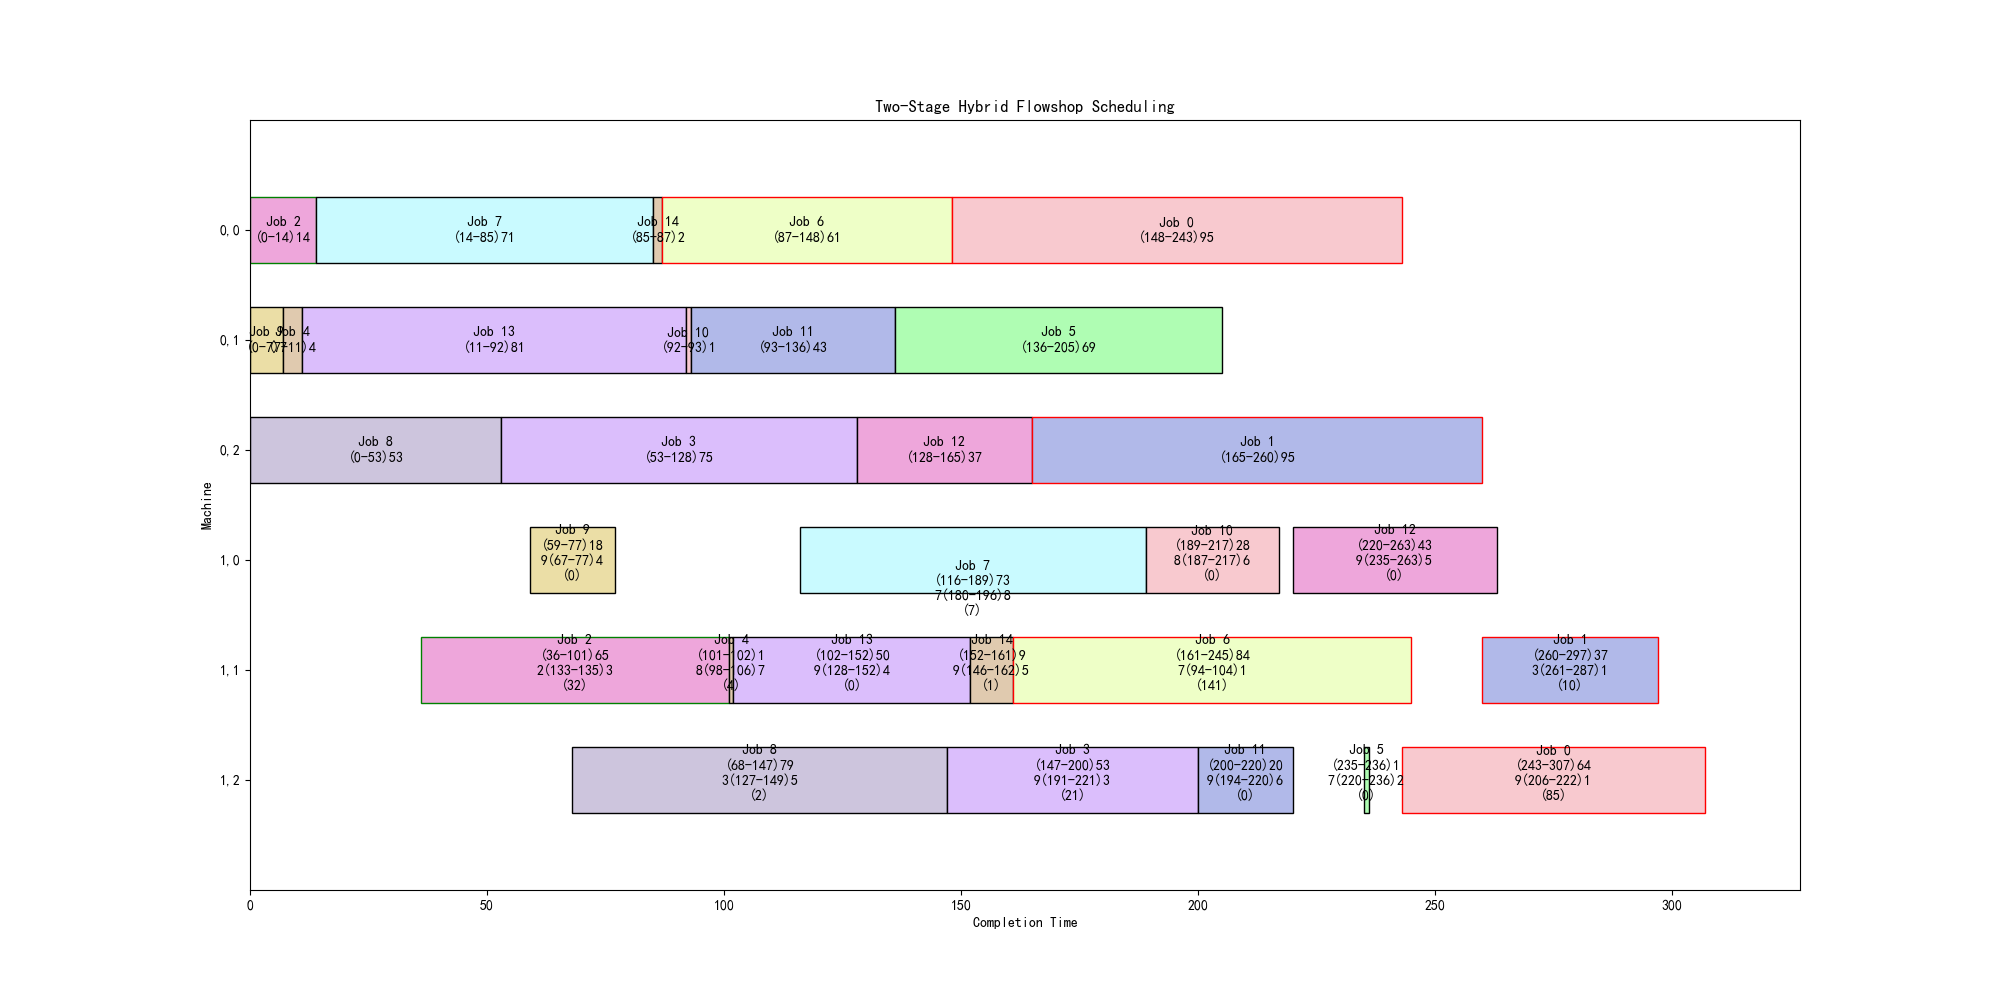 Two-Stage Hybrid Flowshop Scheduling
0,0
Job 2
(0-14)14
Job 7
(14-85)71
Job 14
(85-87)2
Job 6
(87-148)61
Job 0
(148-243)95
0,1
Job 9
(0-7)7
Job 4
(7-11)4
Job 13
(11-92)81
Job 10
(92-93)1
Job 11
(93-136)43
Job 5
(136-205)69
0,2
Job 8
(0-53)53
Job 3
(53-128)75
Job 12
(128-165)37
Job 1
(165-260)95
Machine
1,0
Job 9
(59-77)18
9(67-77)4
(0)
Job 7
(116-189)73
7(180-196)8
(7)
Job 10
(189-217)28
8(187-217)6
(0)
Job 12
(220-263)43
9(235-263)5
(0)
1,1
Job 2
(36-101)65
2(133-135)3
(32)
Job 4
(101-102)1
8(98-106)7
(4)
Job 13
(102-152)50
9(128-152)4
(0)
Job 14
(152-161)9
9(146-162)5
(1)
Job 6
(161-245)84
7(94-104)1
(141)
Job 1
(260-297)37
3(261-287)1
(10)
1,2
Job 8
(68-147)79
3(127-149)5
(2)
Job 3
(147-200)53
9(191-221)3
(21)
Job 11
(200-220)20
9(194-220)6
(0)
Job 5
(235-236)1
7(220-236)2
(0)
Job 0
(243-307)64
9(206-222)1
(85)
0
50
100
150
200
250
300
Completion Time